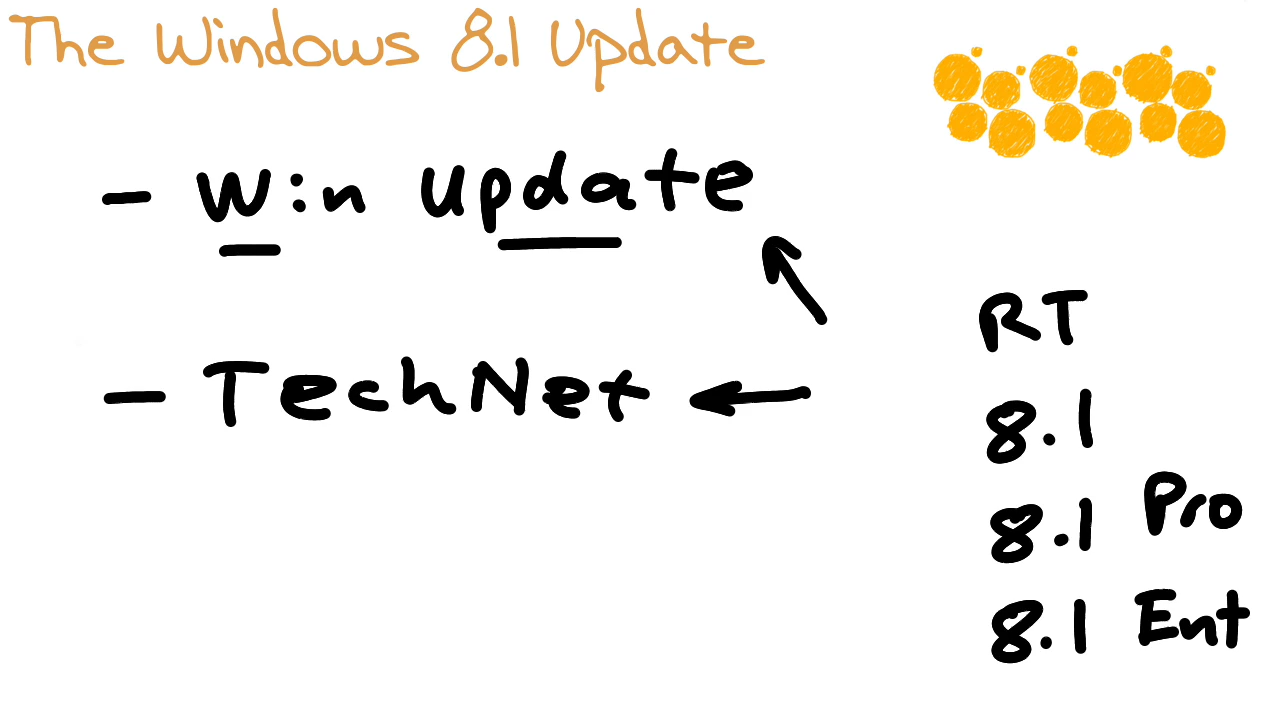 The Windows 8.1 Update
- Win Update
- TechNet
RT
8.1
8.1 Pro
8.1 Ent